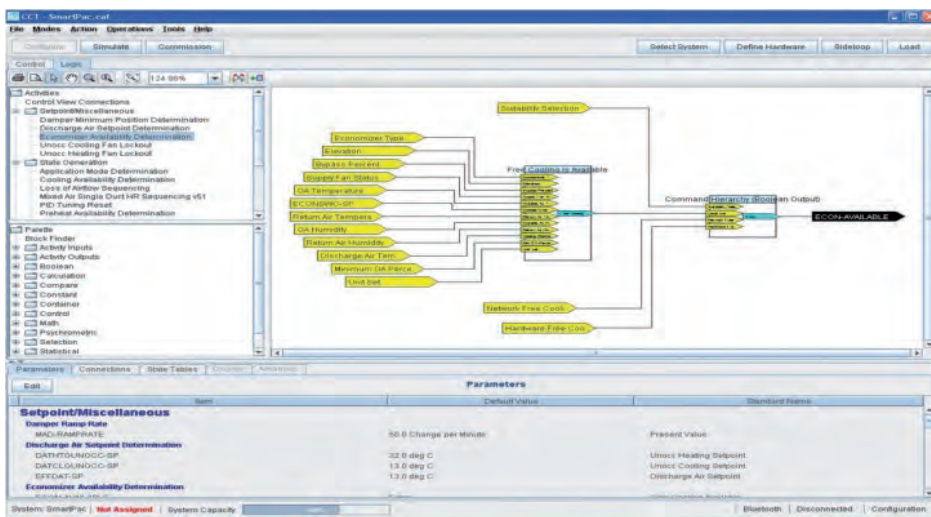 CCT - SmartPac.caf
File Modes Action Operations Tools Help
Configure Simulate Commission Select System Define Hardware Sideloop Load
Control Logic
124.86%
Activities
Control View Connections
Setpoint/Miscellaneous
Damper Minimum Position Determination
Discharge Air Setpoint Determination
Economizer Availability Determination
Unocc Cooling Fan Lockout
Unocc Heating Fan Lockout
State Generation
Application Mode Determination
Cooling Availability Determination
Loss of Airflow Sequencing
Mixed Air Single Duct HR Sequencing v51
PID Tuning Reset
Preheat Availability Determination
Palette
Block Finder
Activity Inputs
Activity Outputs
Boolean
Calculation
Compare
Constant
Container
Control
Math
Psychrometric
Selection
Statistical
Suitability Selection
Economizer Type
Elevation
Bypass Percent
Supply Fan Status
OA Temperature
ECONSWO-SP
Return Air Tempera
OA Humidity
Return Air Humidity
Discharge Air Tem
Minimum OA Perce
Unit Set
Free Cooling Is Available
Network Free Cooli
Hardware Free Coo
Command Hierarchy (Boolean Output)
ECON-AVAILABLE
Parameters Connections State Tables
Edit Parameters
Item Default Value Standard Name
Setpoint/Miscellaneous
Damper Ramp Rate
MAD-RAMPRATE 50.0 Change per Minute Present Value
Discharge Air Setpoint Determination
DATHTGUNOCC-SP 32.0 deg C Unocc Heating Setpoint
DATCLGUNOCC-SP 13.0 deg C Unocc Cooling Setpoint
EFFDAT-SP 13.0 deg C Discharge Air Setpoint
Economizer Availability Determination
System: SmartPac Not Assigned System Capacity Bluetooth Disconnected Configuration